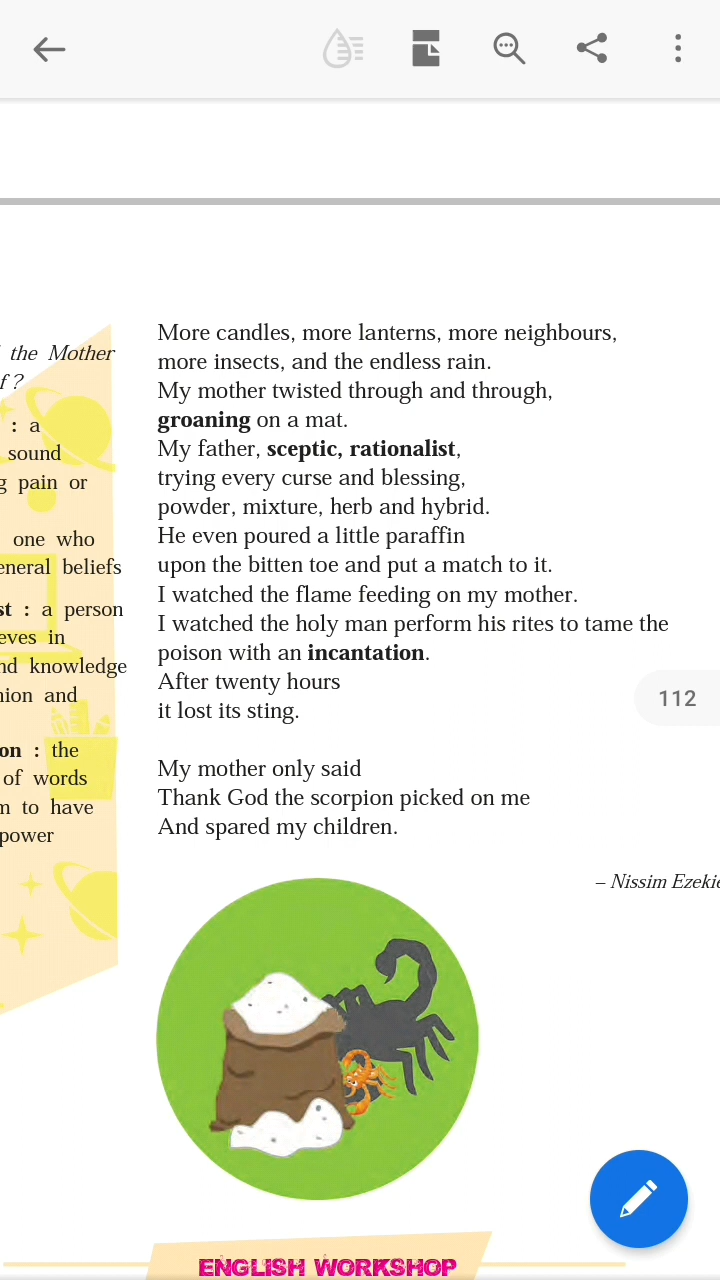 the Mother
f ?
: a
sound
g pain or
one who
eneral beliefs
st : a person
eves in
nd knowledge
nion and
on : the
of words
m to have
power
More candles, more lanterns, more neighbours,
more insects, and the endless rain.
My mother twisted through and through,
groaning on a mat.
My father, sceptic, rationalist,
trying every curse and blessing,
powder, mixture, herb and hybrid.
He even poured a little paraffin
upon the bitten toe and put a match to it.
I watched the flame feeding on my mother.
I watched the holy man perform his rites to tame the
poison with an incantation.
After twenty hours
it lost its sting.
My mother only said
Thank God the scorpion picked on me
And spared my children.
– Nissim Ezekie
112
ENGLISH WORKSHOP